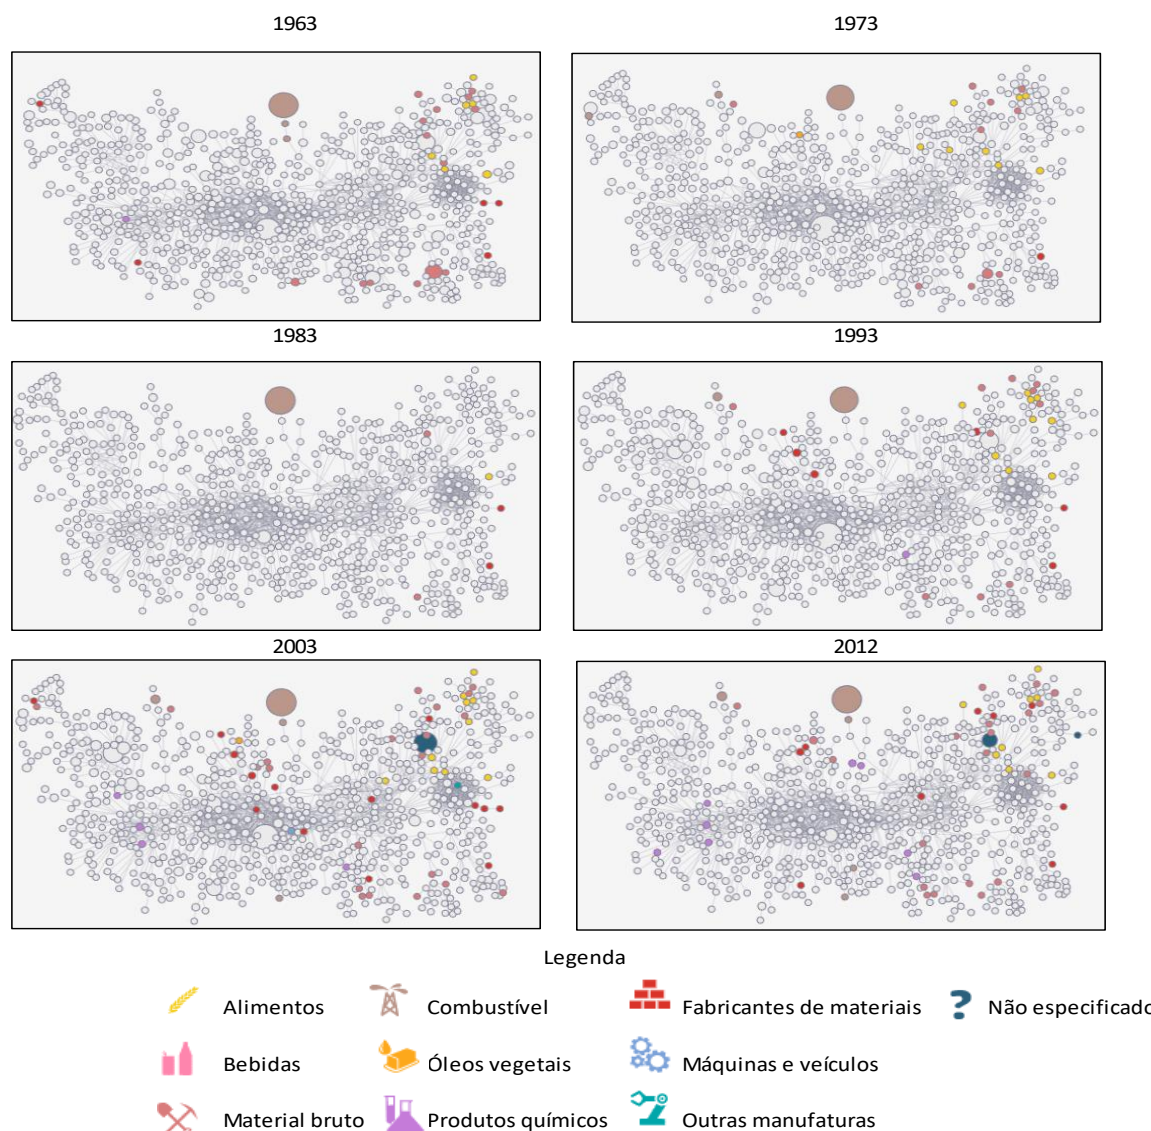 1963 1973
1983 1993
2003 2012
Legenda
Alimentos Combustível Fabricantes de materiais ? Não especificado
Bebidas Óleos vegetais Máquinas e veículos
Material bruto Produtos químicos Outras manufaturas